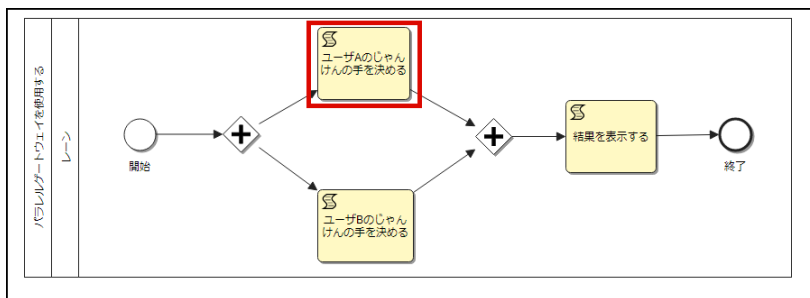 パラレルゲートウェイを使用する
レーン
開始
ユーザAのじゃん
けんの手を決める
ユーザBのじゃん
けんの手を決める
結果を表示する
終了